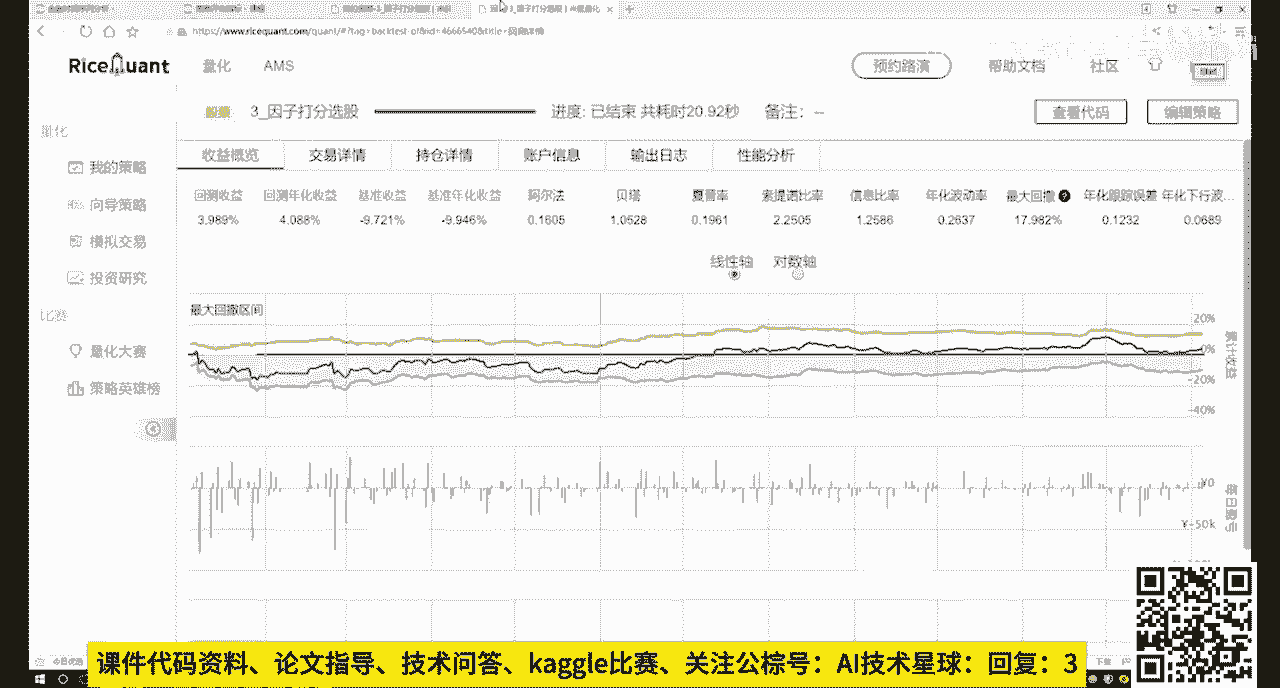 https://www.ricequant.com/quant/#?tag=backtest-pf&id=4666540&title=
RiceQuant 量化 AMS 预约路演 帮助文档 社区
股票 3_因子打分选股 进度: 已结束 共耗时20.92秒 备注: -- 查看代码 编辑策略
量化
我的策略
向导策略
模拟交易
投资研究
比赛
量化大赛
策略英雄榜
收益概览 交易详情 持仓详情 账户信息 输出日志 性能分析
回测收益 回测年化收益 基准收益 基准年化收益 阿尔法 贝塔 夏普率 索提诺比率 信息比率 年化波动率 最大回撤 ? 年化跟踪误差 年化下行波...
3.989% 4.088% -9.721% -9.946% 0.1605 1.0528 0.1961 2.2505 1.2586 0.2637 17.982% 0.1232 0.0689
线性轴 对数轴
最大回撤区间
20%
0%
-20%
-40%
累计收益
¥0
¥-50k
每日盈亏
课件代码资料、论文指导、技术问答、kaggle比赛、关注公棕号：AI技术星球：回复：3